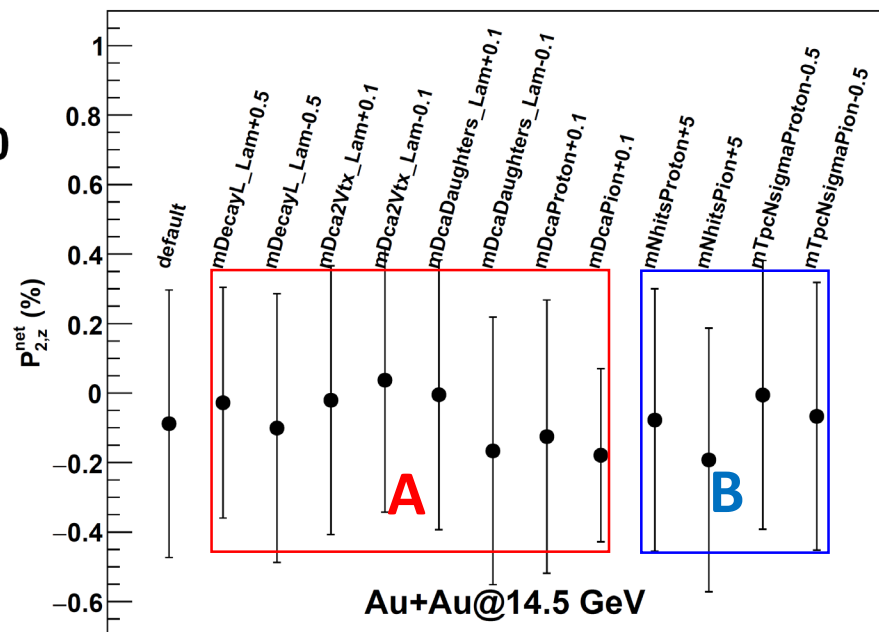 0
1
0.8
0.6
0.4
0.2
0
−0.2
−0.4
−0.6
P2,z^net (%)
default
mDecayL_Lam+0.5
mDecayL_Lam-0.5
mDca2Vtx_Lam+0.1
mDca2Vtx_Lam-0.1
mDcaDaughters_Lam+0.1
mDcaDaughters_Lam-0.1
mDcaProton+0.1
mDcaPion+0.1
mNhitsProton+5
mNhitsPion+5
mTpcNsigmaProton-0.5
mTpcNsigmaPion-0.5
A
B
Au+Au@14.5 GeV